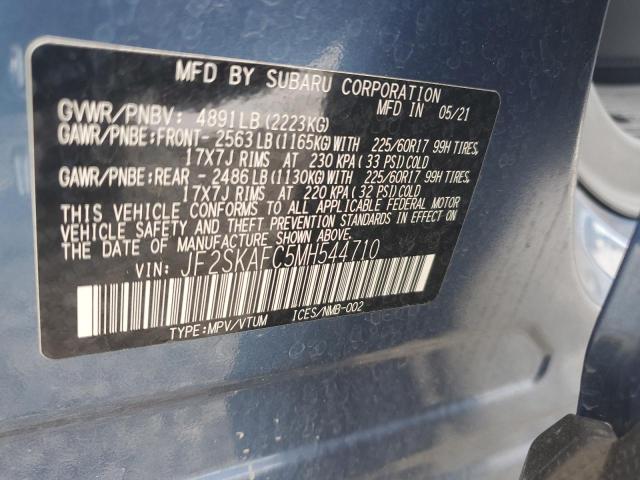 MFD BY SUBARU CORPORATION
MFD IN 05/21
GVWR/PNBV: 4891LB(2223KG)
GAWR/PNBE:FRONT- 2563LB(1165KG)WITH 225/60R17 99H TIRES,
17X7J RIMS AT 230 KPA(33 PSI)COLD
GAWR/PNBE:REAR - 2486LB(1130KG)WITH 225/60R17 99H TIRES,
17X7J RIMS AT 220 KPA(32 PSI)COLD
THIS VEHICLE CONFORMS TO ALL APPLICABLE FEDERAL MOTOR
VEHICLE SAFETY AND THEFT PREVENTION STANDARDS IN EFFECT ON
THE DATE OF MANUFACTURE SHOWN ABOVE.
VIN: JF2SKAFC5MH544710
TYPE:MPV/VTUM ICES/NMB-002